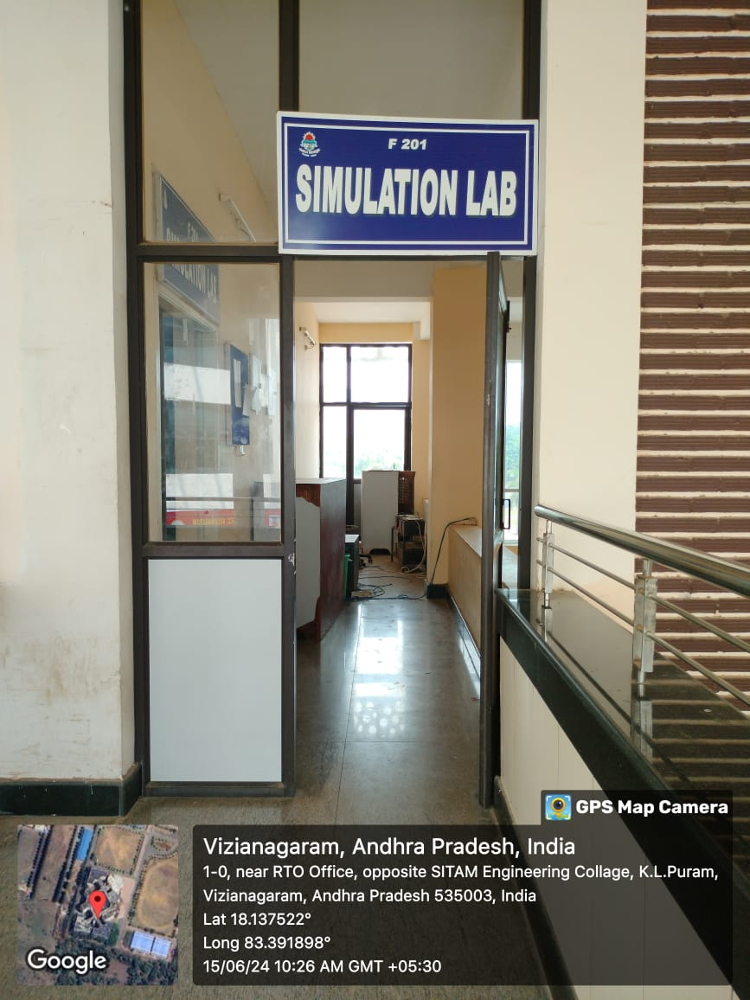 F 201
SIMULATION LAB
SIMULATION LAB
GPS Map Camera
Google
Vizianagaram, Andhra Pradesh, India
1-0, near RTO Office, opposite SITAM Engineering Collage, K.L.Puram,
Vizianagaram, Andhra Pradesh 535003, India
Lat 18.137522°
Long 83.391898°
15/06/24 10:26 AM GMT +05:30